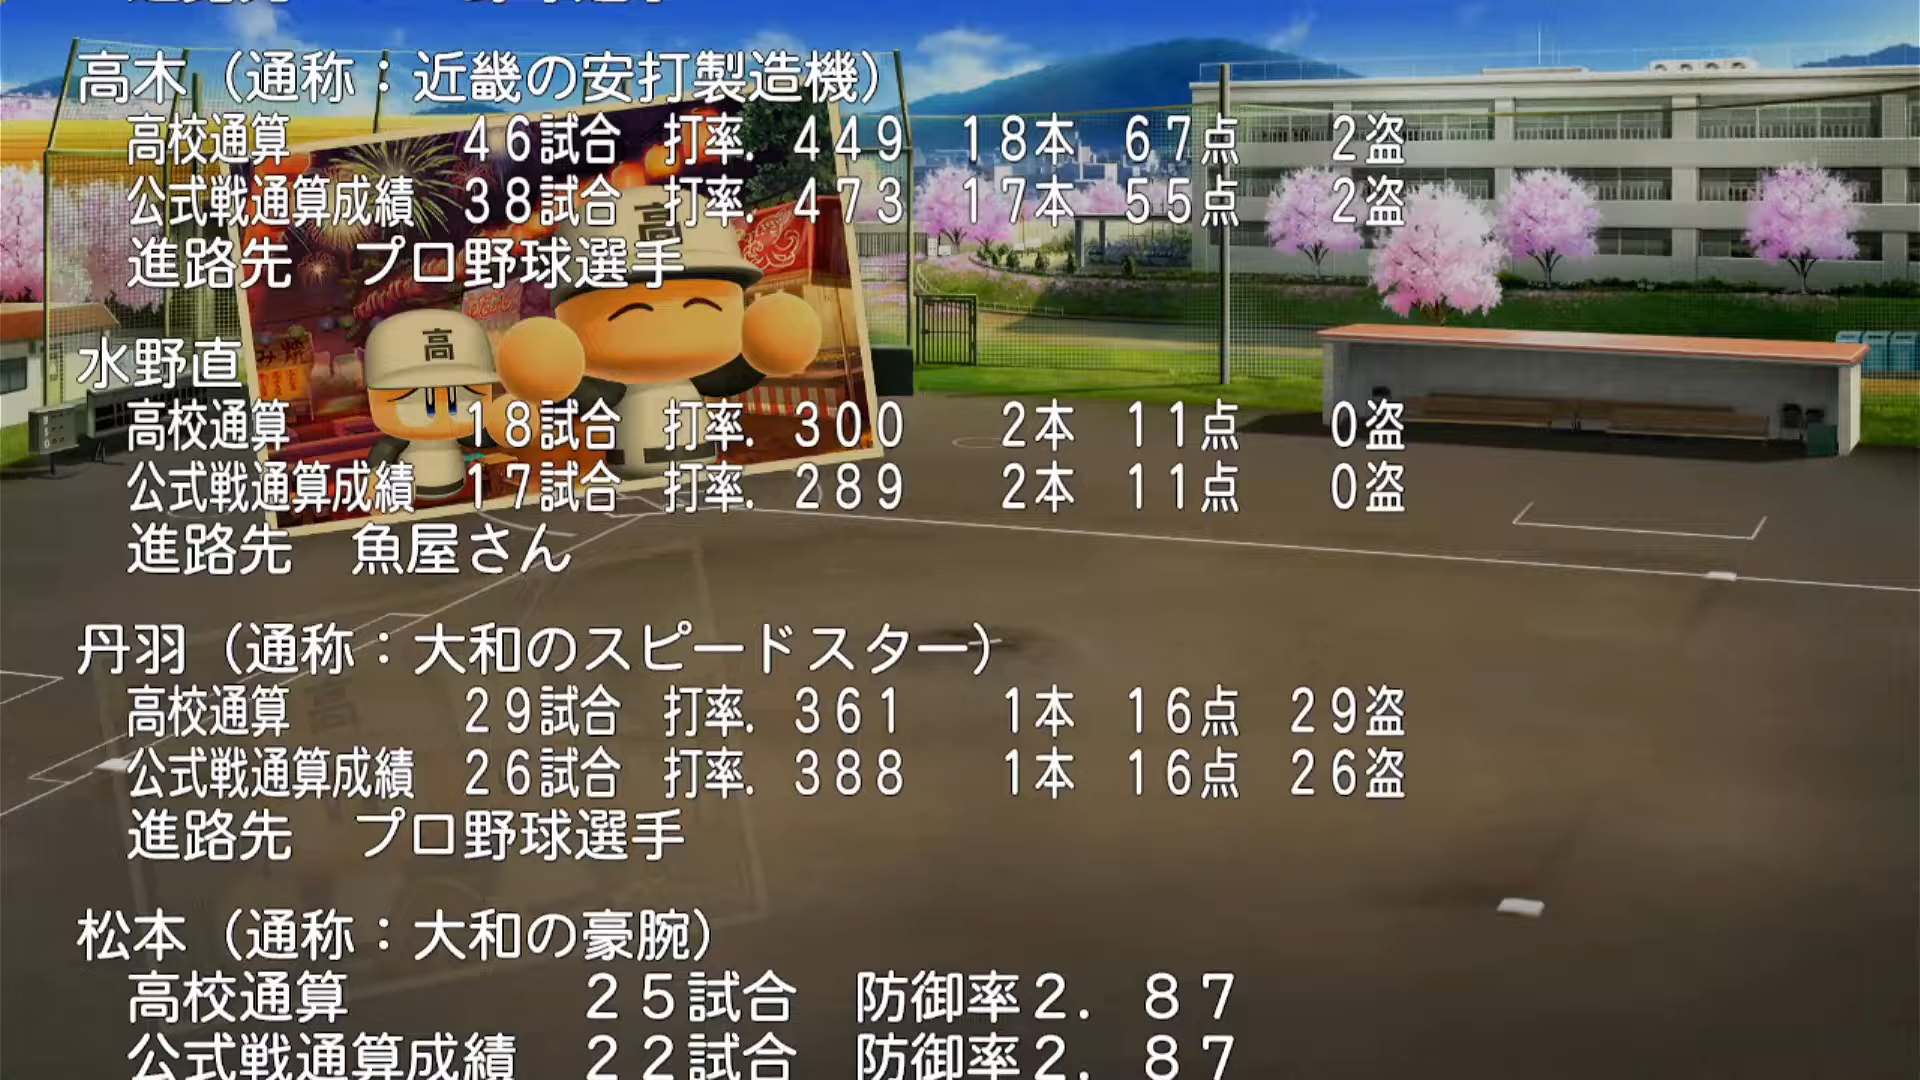 高木（通称：近畿の安打製造機）
高校通算　４６試合　打率．４４９　１８本　６７点　２盗
公式戦通算成績　３８試合　打率．４７３　１７本　５５点　２盗
進路先　プロ野球選手
水野直
高校通算　１８試合　打率．３００　２本　１１点　０盗
公式戦通算成績　１７試合　打率．２８９　２本　１１点　０盗
進路先　魚屋さん
丹羽（通称：大和のスピードスター）
高校通算　２９試合　打率．３６１　１本　１６点　２９盗
公式戦通算成績　２６試合　打率．３８８　１本　１６点　２６盗
進路先　プロ野球選手
松本（通称：大和の豪腕）
高校通算　２５試合　防御率２．８７
公式戦通算成績　２２試合　防御率２．８７
高
高